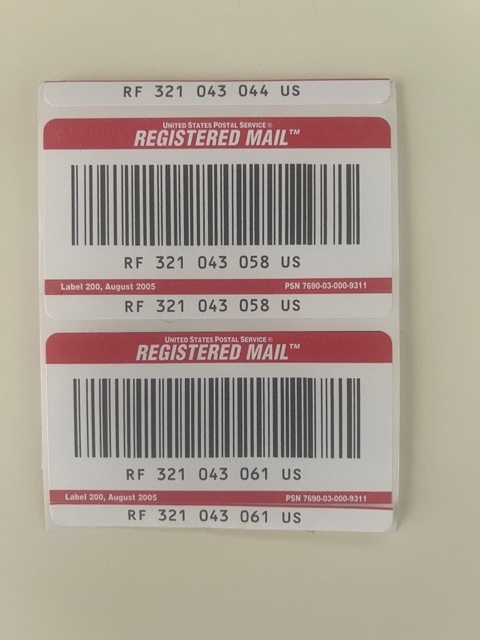 RF 321 043 044 US
UNITED STATES POSTAL SERVICE®
REGISTERED MAIL™
RF 321 043 058 US
Label 200, August 2005 PSN 7690-03-000-9311
RF 321 043 058 US
UNITED STATES POSTAL SERVICE®
REGISTERED MAIL™
RF 321 043 061 US
Label 200, August 2005 PSN 7690-03-000-9311
RF 321 043 061 US